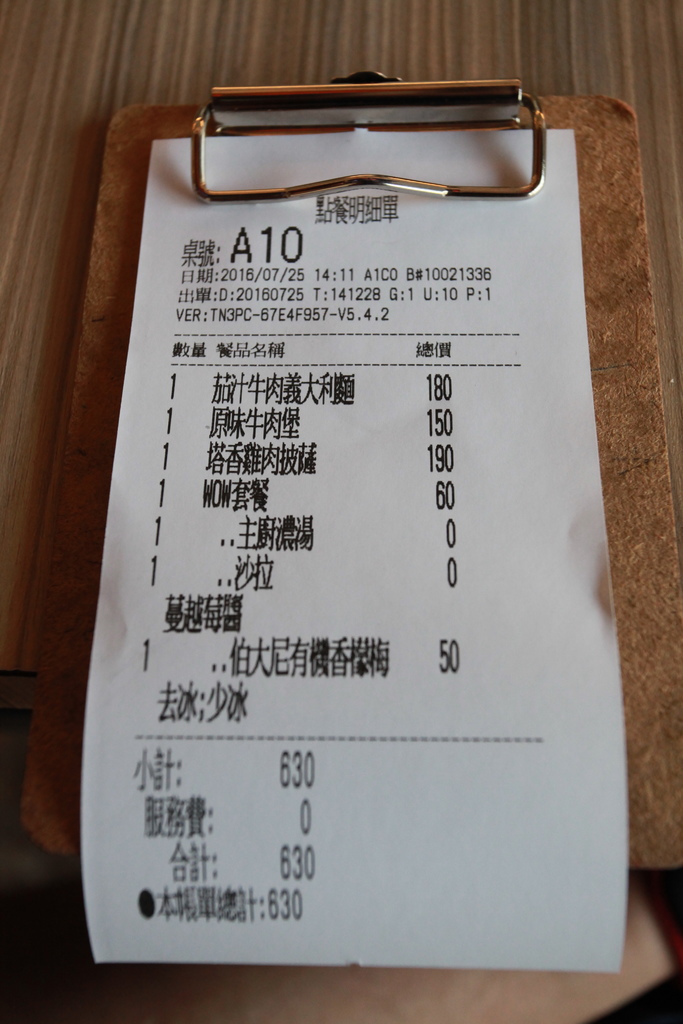 點餐明細單
桌號: A10
日期:2016/07/25 14:11 A1C0 B#10021336
出單:D:20160725 T:141228 G:1 U:10 P:1
VER:TN3PC-67E4F957-V5.4.2
數量 餐品名稱 總價
1 茄汁牛肉義大利麵 180
1 原味牛肉堡 150
1 塔香雞肉披薩 190
1 WOW套餐 60
1 ..主廚濃湯 0
1 ..沙拉 0
蔓越莓醬
1 ..伯大尼有機香檬梅 50
去冰;少冰
小計: 630
服務費: 0
合計: 630
●本帳單總計:630